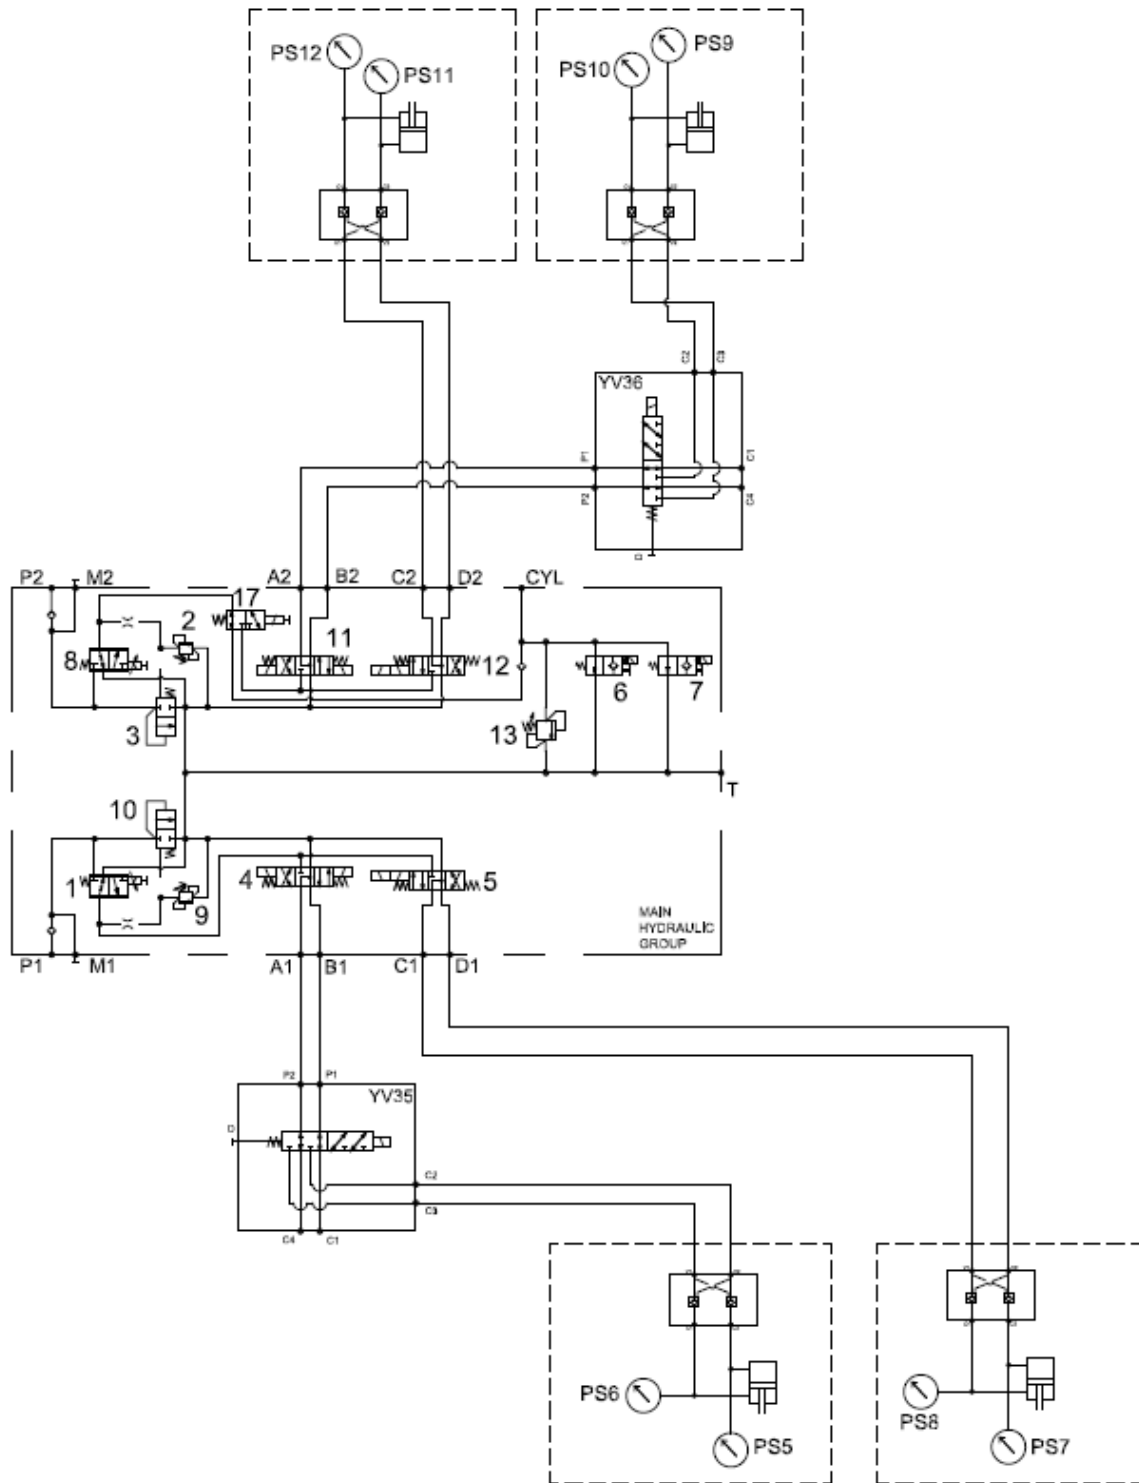 PS12
PS11
PS10
PS9
C2
C3
YV36
P1
C1
P2
C4
D
P2
M2
A2
B2
C2
D2
CYL
17
2
11
8
12
6
7
3
13
T
10
4
5
1
9
MAIN
HYDRAULIC
GROUP
P1
M1
A1
B1
C1
D1
P2
P1
YV35
D
C2
C3
C4
C1
PS6
PS5
PS8
PS7